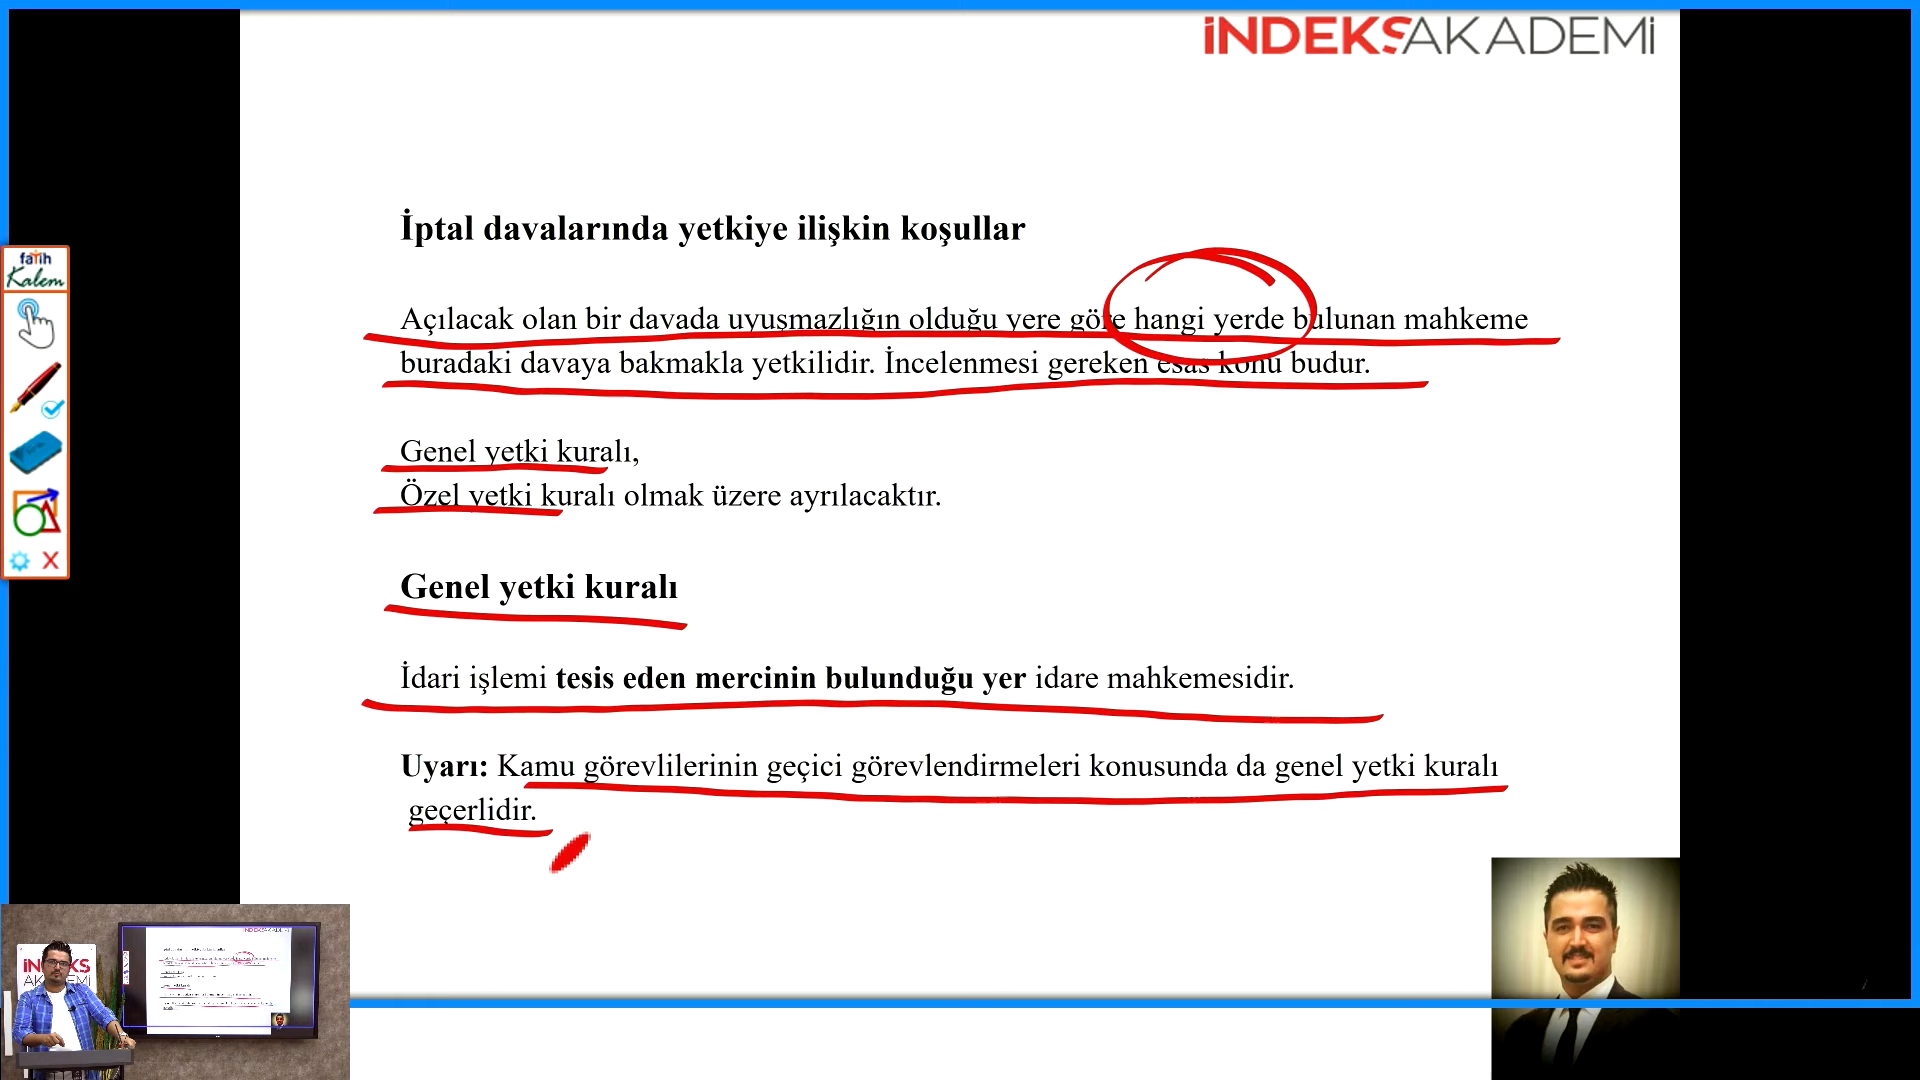 İNDEKSAKADEMİ
İptal davalarında yetkiye ilişkin koşullar
Açılacak olan bir davada uyuşmazlığın olduğu yere göre hangi yerde bulunan mahkeme
buradaki davaya bakmakla yetkilidir. İncelenmesi gereken esas konu budur.
fatih
Kalem
Genel yetki kuralı,
Özel yetki kuralı olmak üzere ayrılacaktır.
Genel yetki kuralı
İdari işlemi tesis eden mercinin bulunduğu yer idare mahkemesidir.
Uyarı: Kamu görevlilerinin geçici görevlendirmeleri konusunda da genel yetki kuralı
geçerlidir.